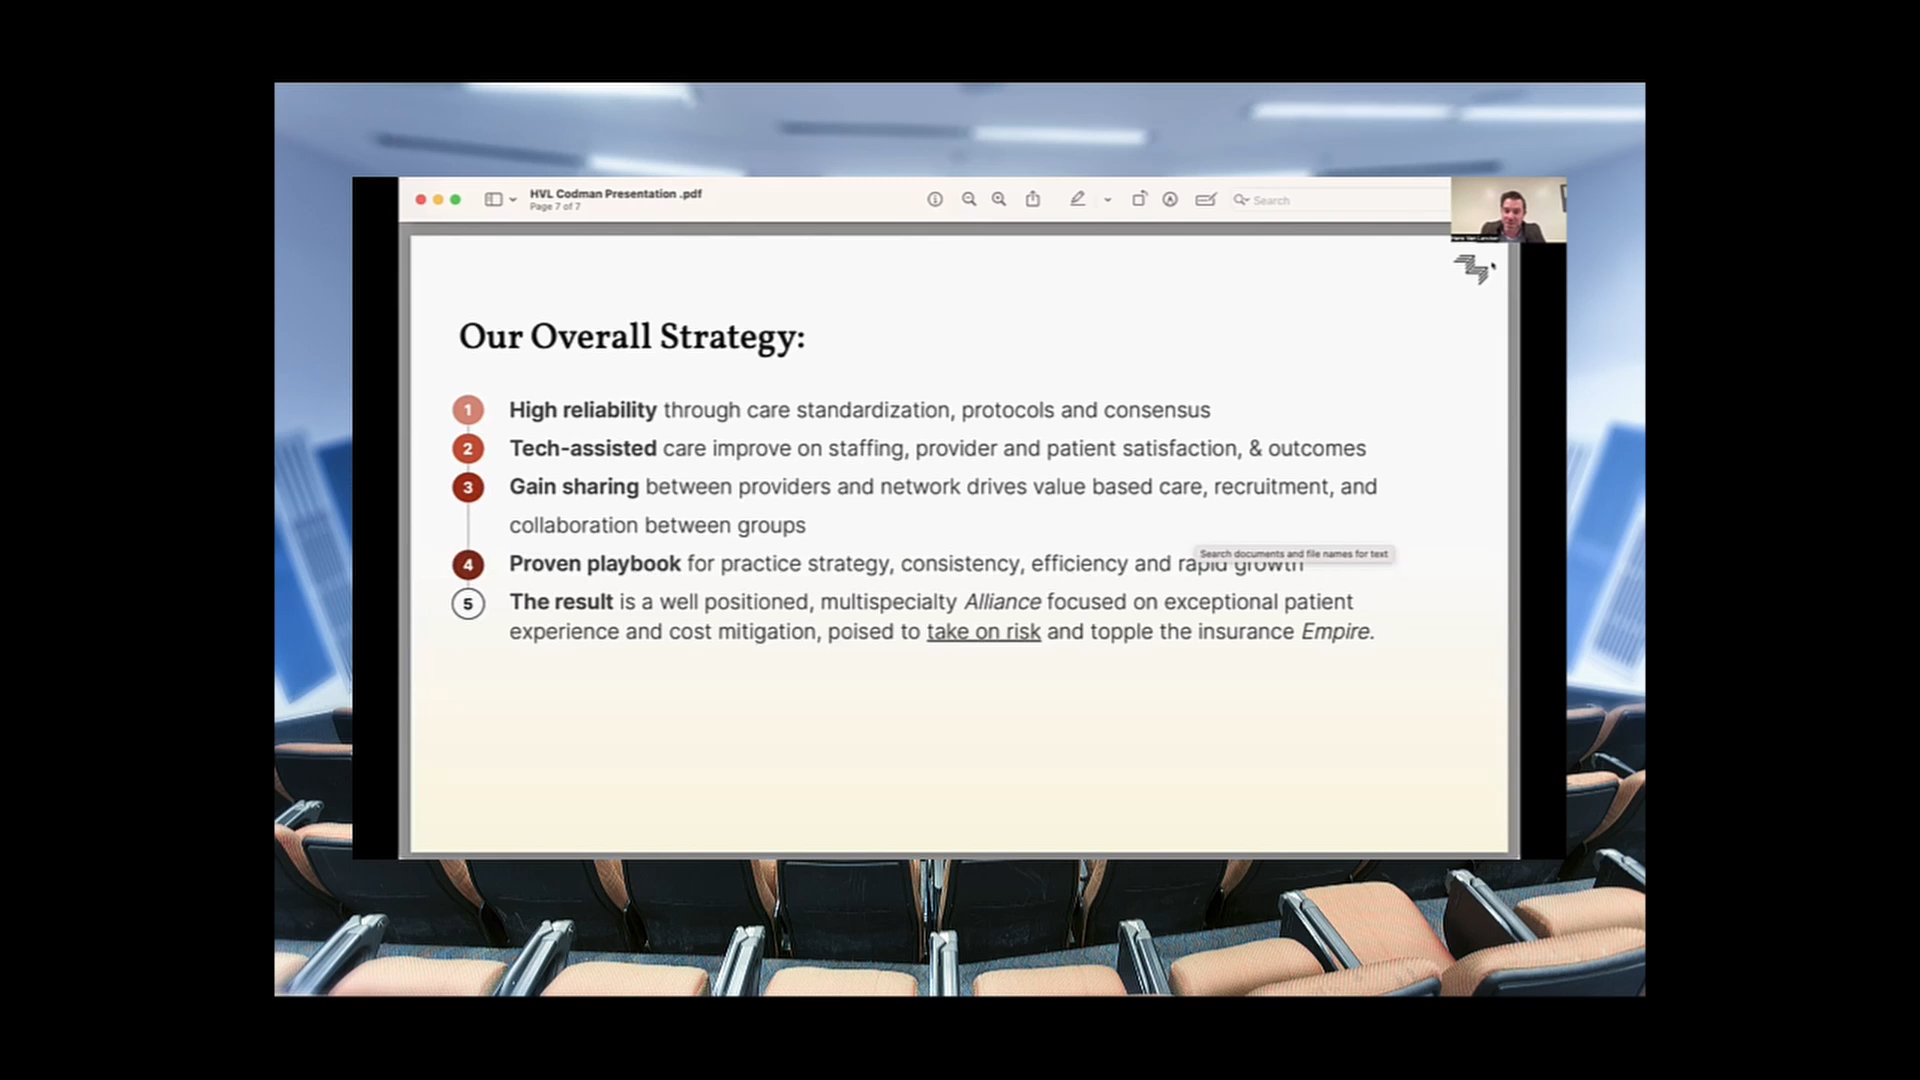 HVL Codman Presentation .pdf
Page 7 of 7
Search
Our Overall Strategy:
1 High reliability through care standardization, protocols and consensus
2 Tech-assisted care improve on staffing, provider and patient satisfaction, & outcomes
3 Gain sharing between providers and network drives value based care, recruitment, and
collaboration between groups
Search documents and file names for text
4 Proven playbook for practice strategy, consistency, efficiency and rapid growth
5 The result is a well positioned, multispecialty Alliance focused on exceptional patient
experience and cost mitigation, poised to take on risk and topple the insurance Empire.